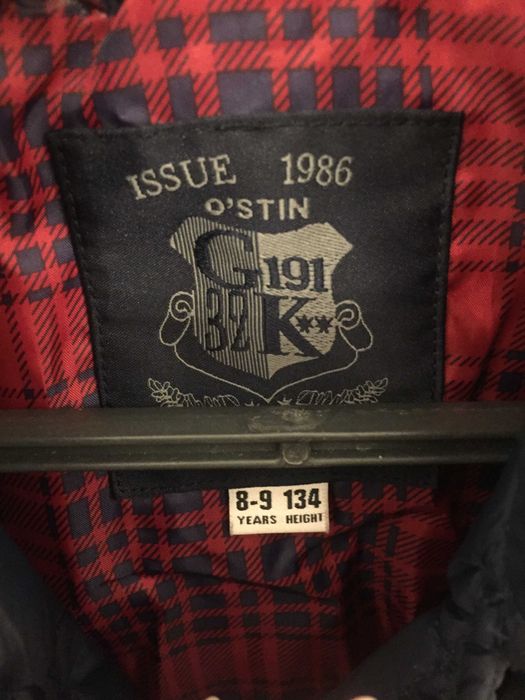 ISSUE 1986
O'STIN
G 191
32 K**
8-9 134
YEARS HEIGHT